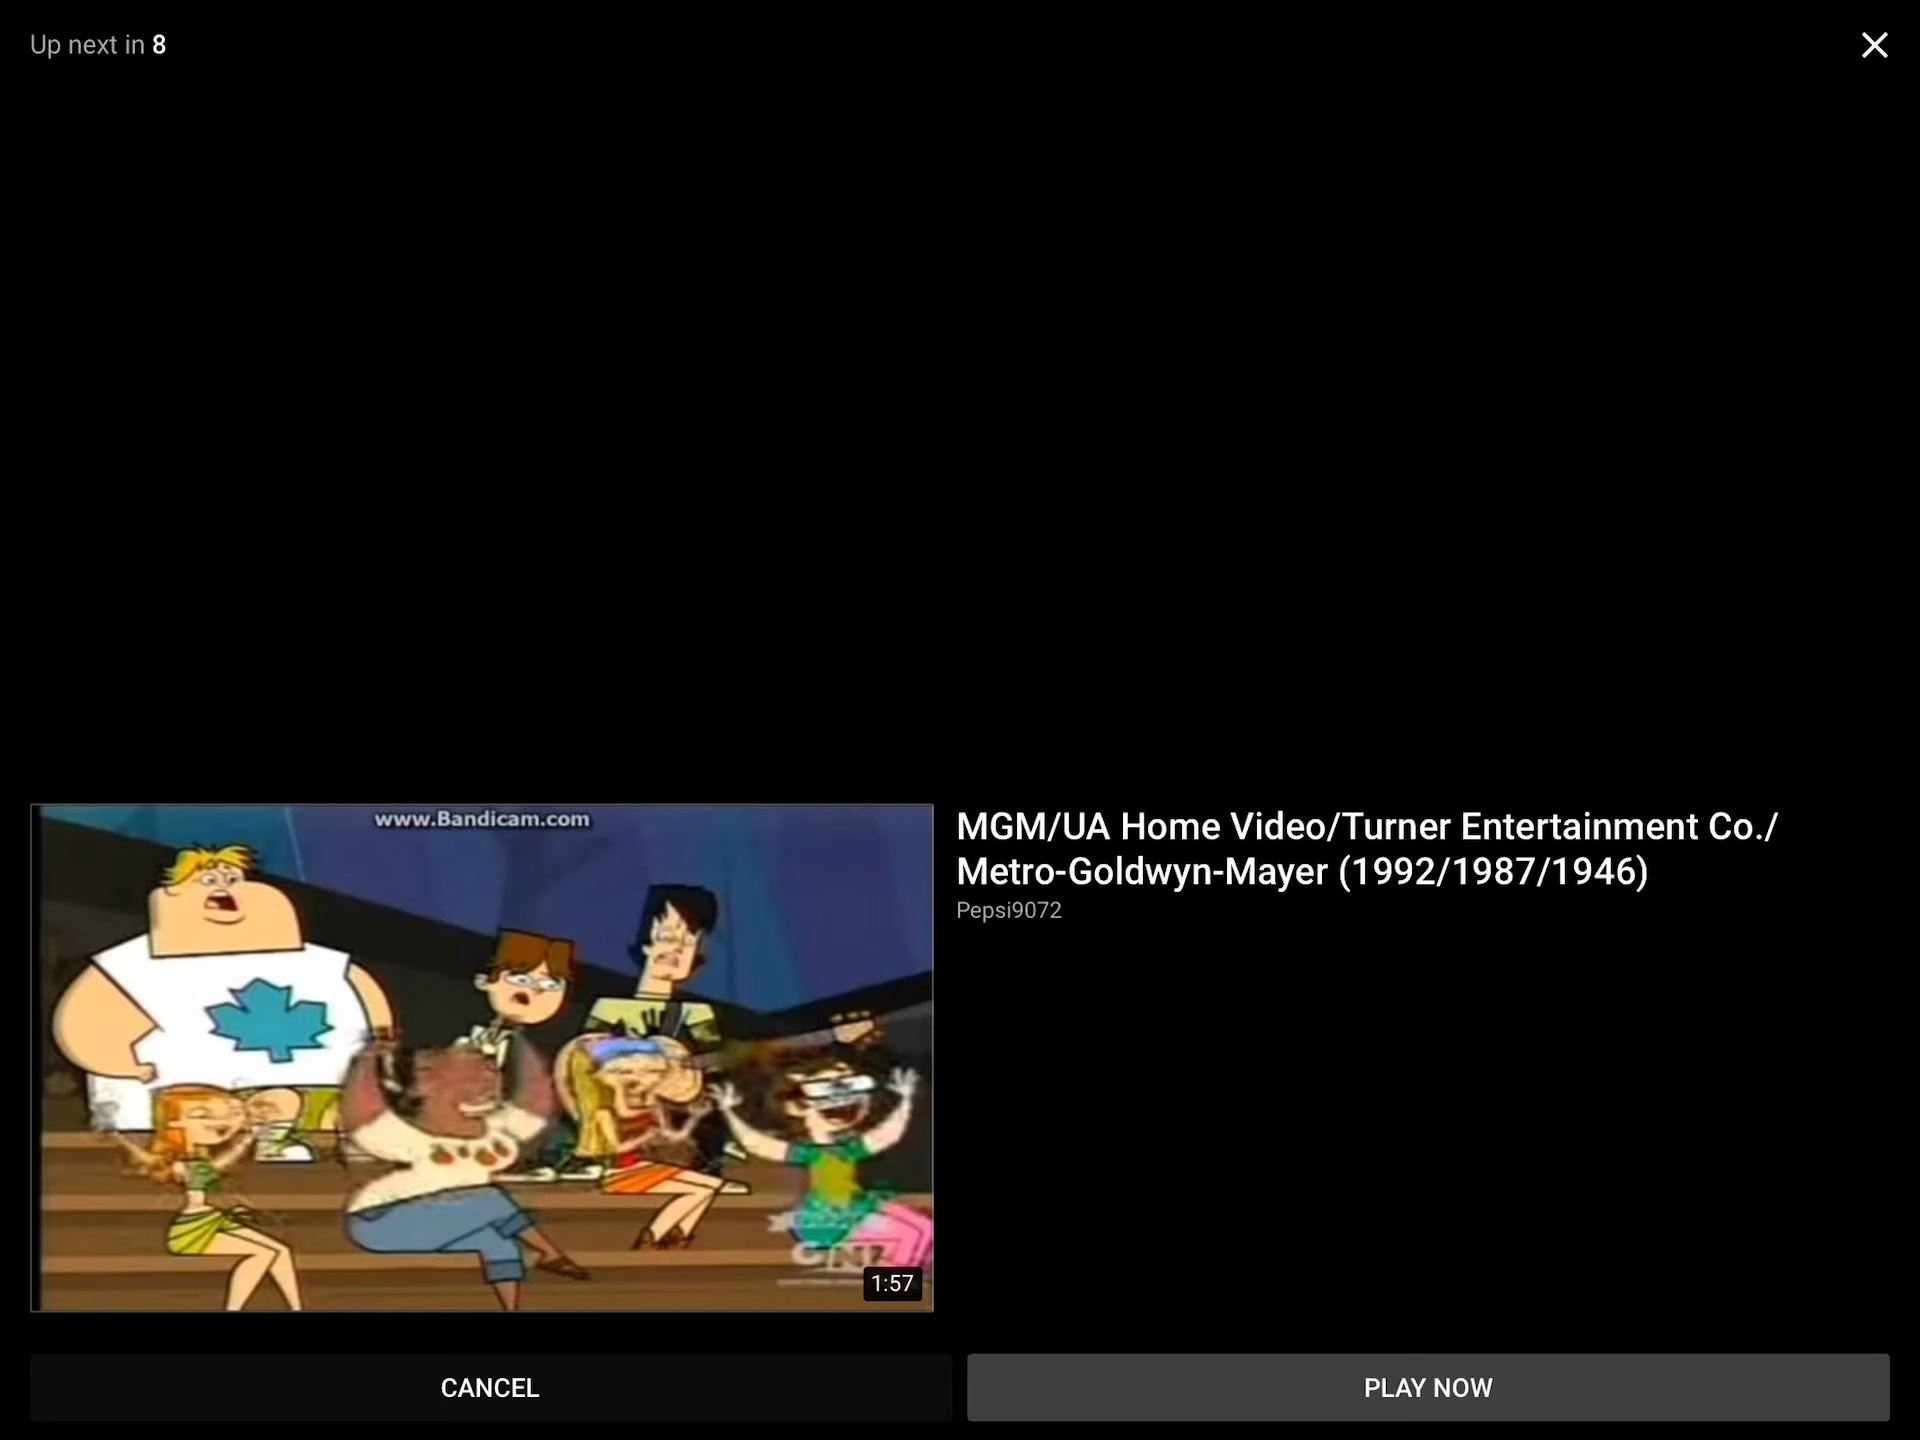 Up next in 8
www.Bandicam.com
MGM/UA Home Video/Turner Entertainment Co./
Metro-Goldwyn-Mayer (1992/1987/1946)
Pepsi9072
1:57
CANCEL
PLAY NOW